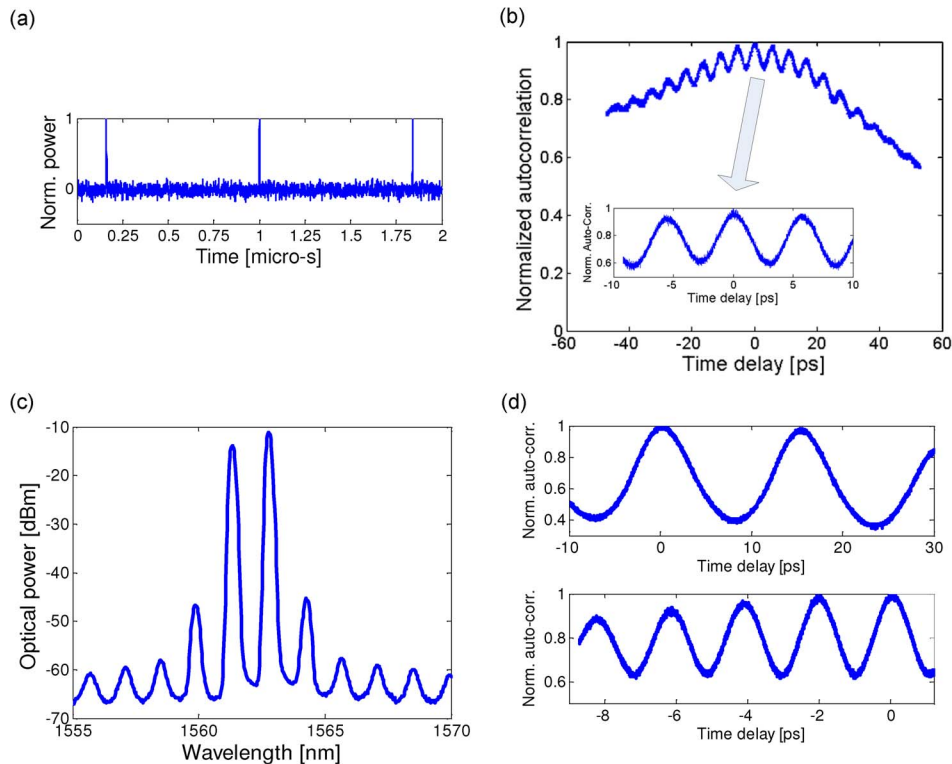 (a)
1
0
Norm. power
0 0.25 0.5 0.75 1 1.25 1.5 1.75 2
Time [micro-s]
(b)
1
0.8
0.6
1
0.4
0.2
0
Normalized autocorrelation
1
0.8
0.6
Norm. Auto-Corr.
-10 -5 0 5 10
Time delay [ps]
-60 -40 -20 0 20 40 60
Time delay [ps]
(c)
-10
-20
-30
-40
-50
-60
-70
Optical power [dBm]
1555 1560 1565 1570
Wavelength [nm]
(d)
1
0.8
0.6
0.4
Norm. auto-corr.
-10 0 10 20 30
Time delay [ps]
1
0.8
0.6
0.4
Norm. auto-corr.
-8 -6 -4 -2 0
Time delay [ps]